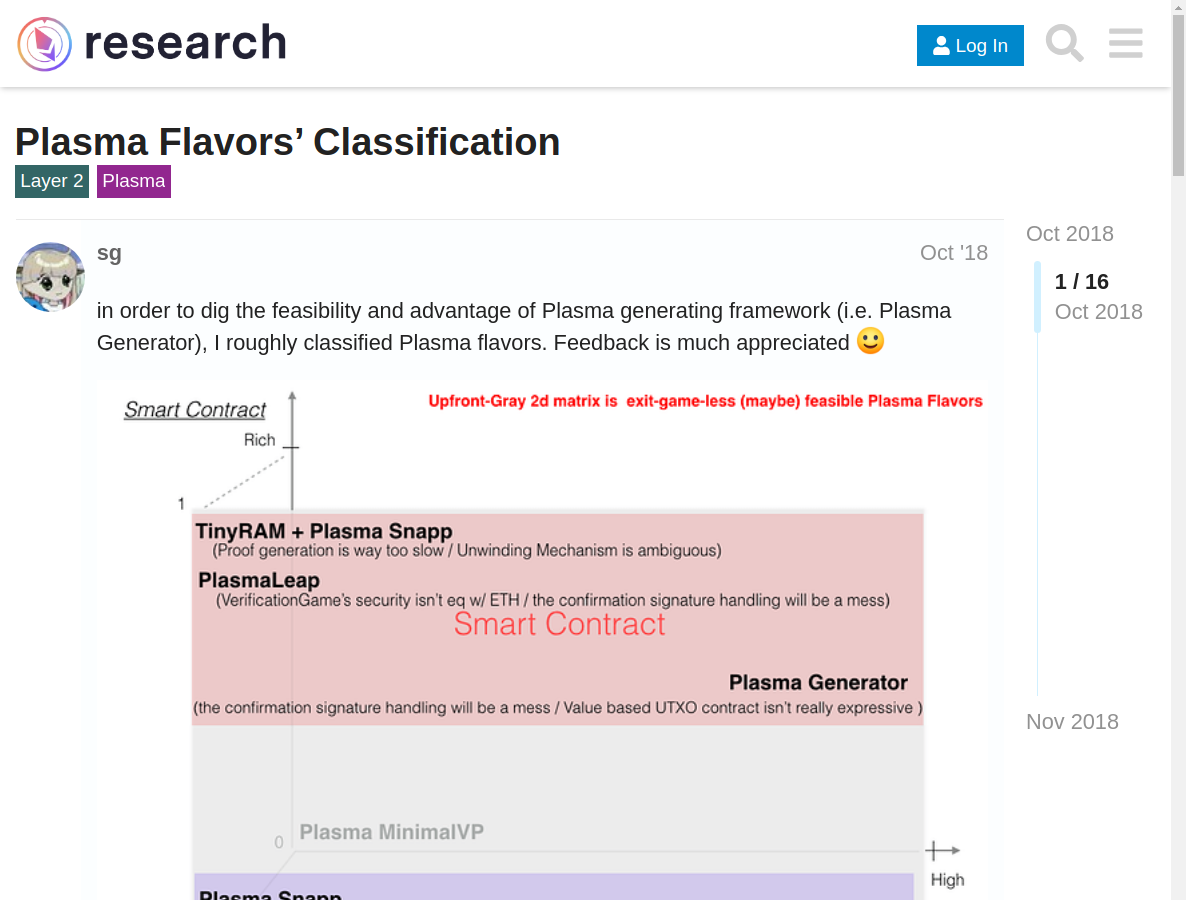 research
Log In
Plasma Flavors’ Classification
Layer 2 Plasma
sg
Oct '18
in order to dig the feasibility and advantage of Plasma generating framework (i.e. Plasma
Generator), I roughly classified Plasma flavors. Feedback is much appreciated 🙂
Upfront-Gray 2d matrix is exit-game-less (maybe) feasible Plasma Flavors
Smart Contract
Rich
1
TinyRAM + Plasma Snapp
(Proof generation is way too slow / Unwinding Mechanism is ambiguous)
PlasmaLeap
(VerificationGame's security isn't eq w/ ETH / the confirmation signature handling will be a mess)
Smart Contract
Plasma Generator
(the confirmation signature handling will be a mess / Value based UTXO contract isn't really expressive )
Plasma MinimalVP
0
High
Plasma Snapp
Oct 2018
1 / 16
Oct 2018
Nov 2018